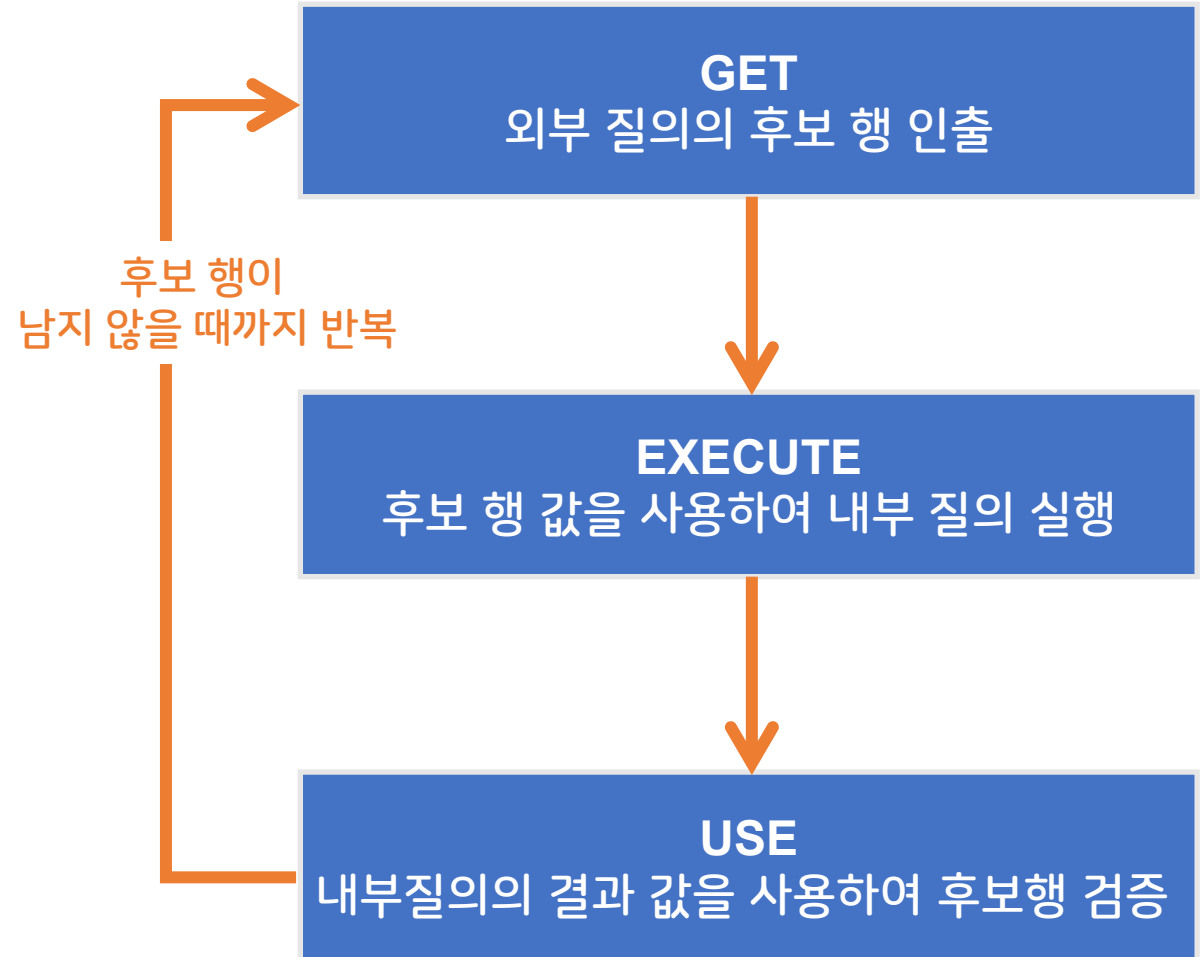 GET
외부 질의의 후보 행 인출
후보 행이
남지 않을 때까지 반복
EXECUTE
후보 행 값을 사용하여 내부 질의 실행
USE
내부질의의 결과 값을 사용하여 후보행 검증